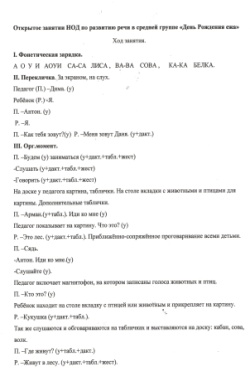 Открытое занятие НОД по развитию речи в средней группе «День Рождения ежа»
Ход занятия.
I. Фонетическая зарядка.
А О У И АОУИ СА-СА ЛИСА, ВА-ВА СОВА, КА-КА БЕЛКА.
II. Перекличка. За экраном, на слух.
Педагог (П.) –Дима. (у)
Ребёнок (Р.) –Я.
П. –Антон. (у)
Р. –Я.
П. –Как тебя зовут?(у) Р. –Меня зовут Даня. (у+дакт.)
III. Орг.момент.
П. –Будем (у) заниматься (у+дакт.+табл.+жест)
-Слушать (у+дакт.+табл.+жест)
-Говорить (у+дакт.+табл.+жест)
На доске у педагога картина, таблички. На столе вкладки с животными и птицами для
картины. Дополнительные таблички.
П. –Арман.(у+табл.). Иди ко мне (у)
Педагог показывает на картину. Что это? (у)
Р. –Это лес. (у+дакт.+табл.). Приближённо-сопряжённое проговаривание всеми детьми.
П. –Сядь.
-Антон. Иди ко мне.(у)
-Слушайте (у).
Педагог включает магнитофон, на котором записаны голоса животных и птиц.
П. –Кто это? (у)
Ребёнок находит на столе вкладку с птицей или животным и прикрепляет на картину.
Р. –Кукушка (у+дакт.+табл.).
Так же слушаются и обговариваются на табличках и выставляются на доску: кабан, сова,
волк.
П. –Где живут? (у+табл.+дакт.)
Р. –Живут в лесу. (у+дакт.+табл.+жест)